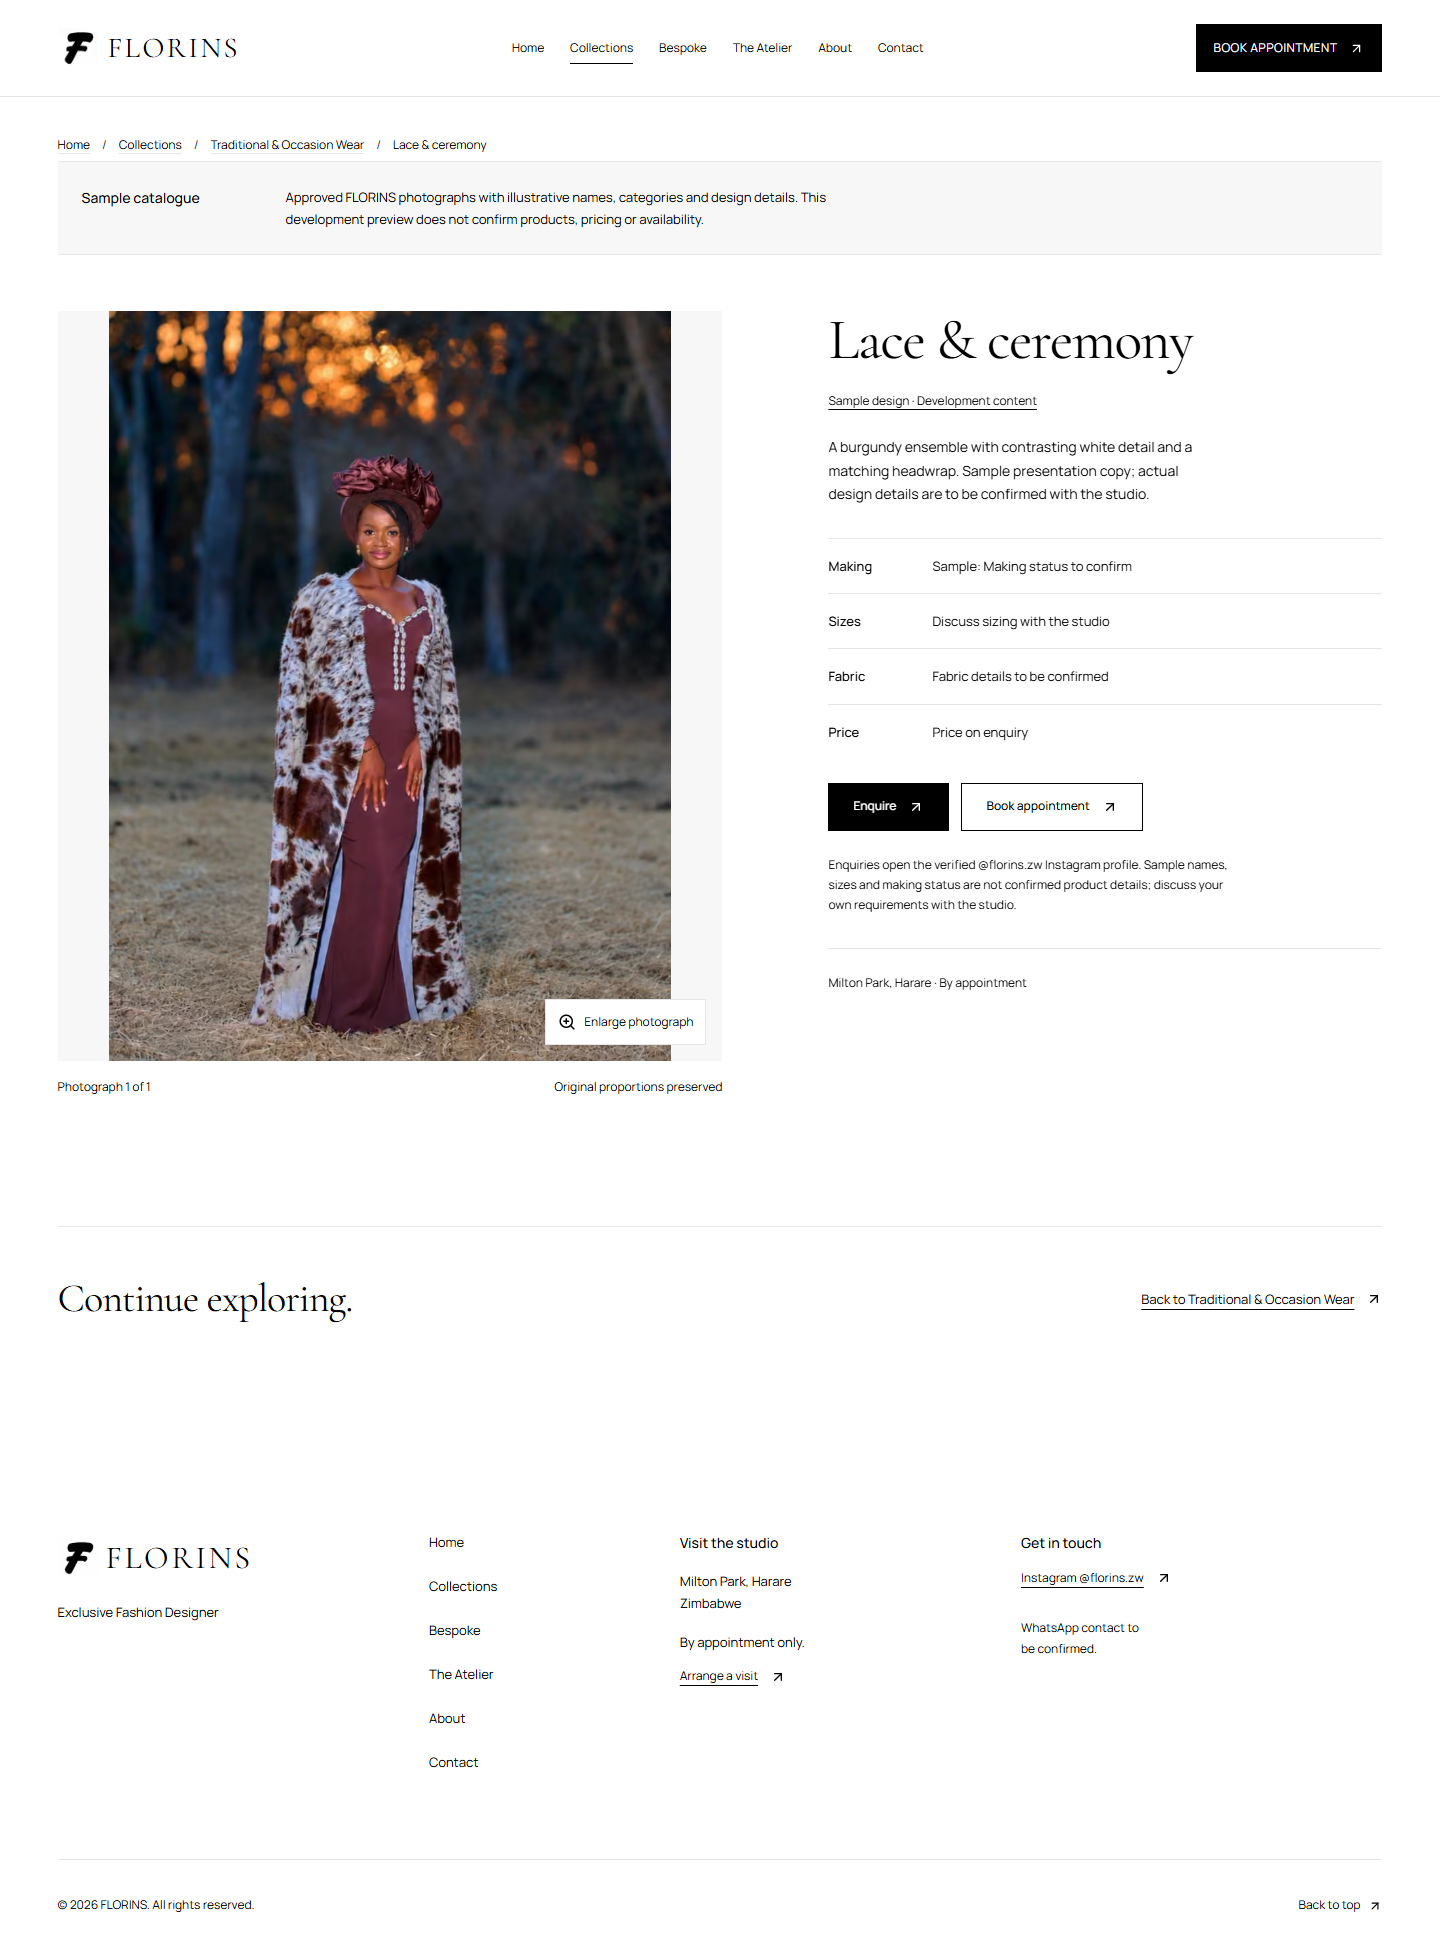 F FLORINS
Home Collections Bespoke The Atelier About Contact
BOOK APPOINTMENT
Home / Collections / Traditional & Occasion Wear / Lace & ceremony
Sample catalogue
Approved FLORINS photographs with illustrative names, categories and design details. This
development preview does not confirm products, pricing or availability.
Lace & ceremony
Sample design · Development content
A burgundy ensemble with contrasting white detail and a
matching headwrap. Sample presentation copy; actual
design details are to be confirmed with the studio.
Making Sample: Making status to confirm
Sizes Discuss sizing with the studio
Fabric Fabric details to be confirmed
Price Price on enquiry
Enquire
Book appointment
Enquiries open the verified @florins.zw Instagram profile. Sample names,
sizes and making status are not confirmed product details; discuss your
own requirements with the studio.
Milton Park, Harare · By appointment
Enlarge photograph
Photograph 1 of 1
Original proportions preserved
Continue exploring.
Back to Traditional & Occasion Wear
F FLORINS
Exclusive Fashion Designer
Home
Collections
Bespoke
The Atelier
About
Contact
Visit the studio
Milton Park, Harare
Zimbabwe
By appointment only.
Arrange a visit
Get in touch
Instagram @florins.zw
WhatsApp contact to
be confirmed.
© 2026 FLORINS. All rights reserved.
Back to top